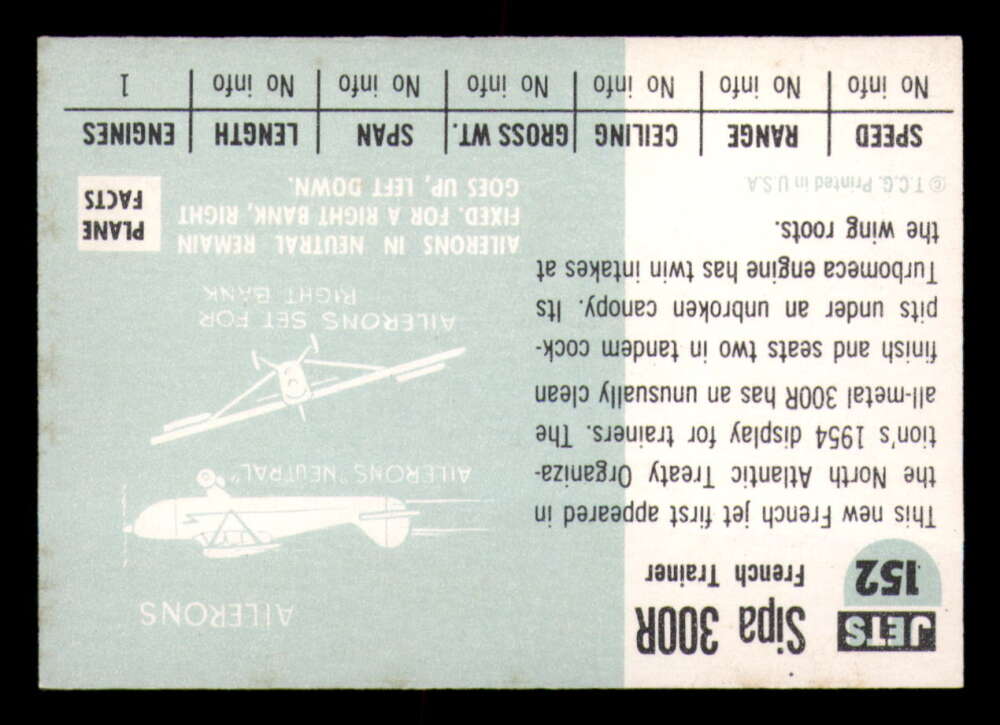 JETS
152
Sipa 300R
French Trainer
This new French jet first appeared in
the North Atlantic Treaty Organiza-
tion's 1954 display for trainers. The
all-metal 300R has an unusually clean
finish and seats two in tandem cock-
pits under an unbroken canopy. Its
Turbomeca engine has twin intakes at
the wing roots.
© T.C.G. Printed in U.S.A
AILERONS
AILERONS "NEUTRAL"
AILERONS SET FOR
RIGHT BANK
AILERONS IN NEUTRAL REMAIN
FIXED. FOR A RIGHT BANK, RIGHT
GOES UP, LEFT DOWN.
PLANE
FACTS
SPEED RANGE CEILING GROSS WT. SPAN LENGTH ENGINES
No info No info No info No info No info No info 1